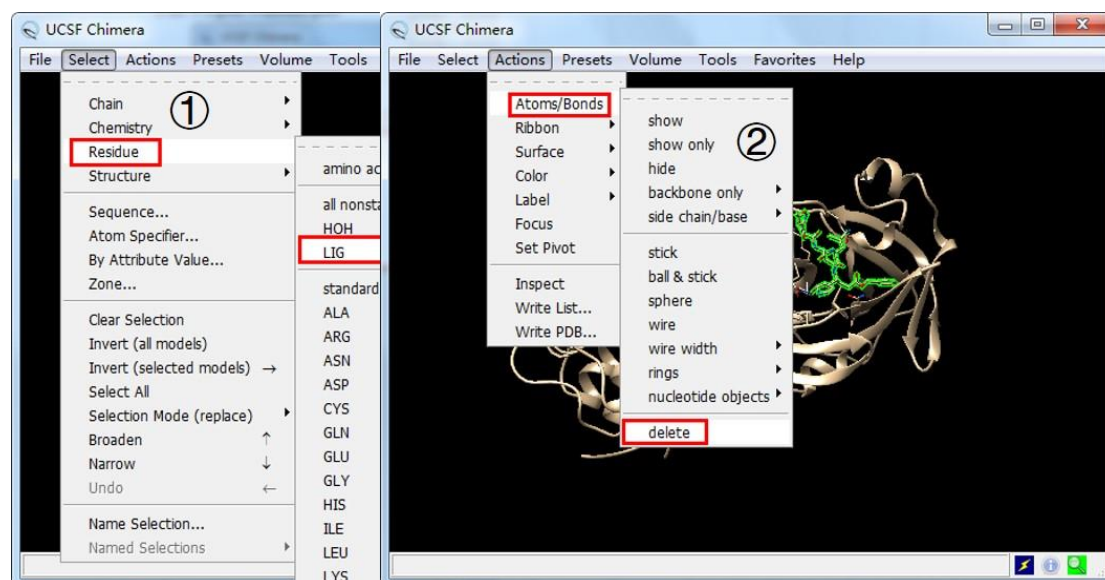 UCSF Chimera
File Select Actions Presets Volume Tools
①
Chain
Chemistry
Residue
Structure
Sequence...
Atom Specifier...
By Attribute Value...
Zone...
Clear Selection
Invert (all models)
Invert (selected models) →
Select All
Selection Mode (replace)
Broaden ↑
Narrow ↓
Undo ←
Name Selection...
Named Selections
amino ac
all nonsta
HOH
LIG
standard
ALA
ARG
ASN
ASP
CYS
GLN
GLU
GLY
HIS
ILE
LEU
LYS
UCSF Chimera
File Select Actions Presets Volume Tools Favorites Help
Atoms/Bonds
Ribbon
Surface
Color
Label
Focus
Set Pivot
Inspect
Write List...
Write PDB...
②
show
show only
hide
backbone only
side chain/base
stick
ball & stick
sphere
wire
wire width
rings
nucleotide objects
delete